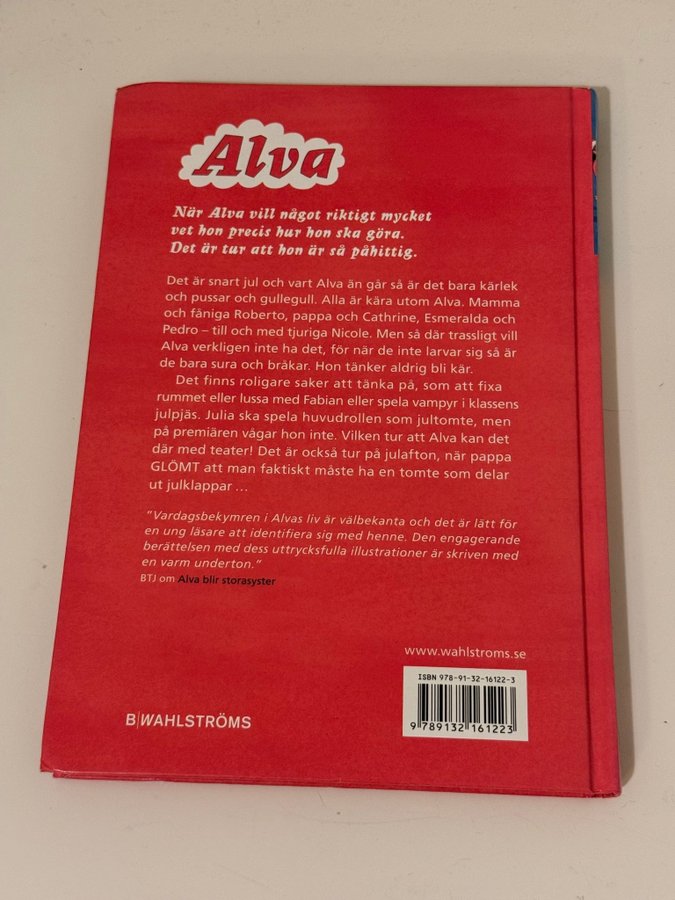 Alva
När Alva vill något riktigt mycket
vet hon precis hur hon ska göra.
Det är tur att hon är så påhittig.
Det är snart jul och vart Alva än går så är det bara kärlek
och pussar och gullegull. Alla är kära utom Alva. Mamma
och fåniga Roberto, pappa och Cathrine, Esmeralda och
Pedro – till och med tjuriga Nicole. Men så där trassligt vill
Alva verkligen inte ha det, för när de inte larvar sig så är
de bara sura och bråkar. Hon tänker aldrig bli kär.
Det finns roligare saker att tänka på, som att fixa
rummet eller lussa med Fabian eller spela vampyr i klassens
julpjäs. Julia ska spela huvudrollen som jultomte, men
på premiären vågar hon inte. Vilken tur att Alva kan det
där med teater! Det är också tur på julafton, när pappa
GLÖMT att man faktiskt måste ha en tomte som delar
ut julklappar ...
"Vardagsbekymren i Alvas liv är välbekanta och det är lätt för
en ung läsare att identifiera sig med henne. Den engagerande
berättelsen med dess uttrycksfulla illustrationer är skriven med
en varm underton."
BTJ om Alva blir storasyster
www.wahlstroms.se
ISBN 978-91-32-16122-3
9 789132 161223
B|WAHLSTRÖMS